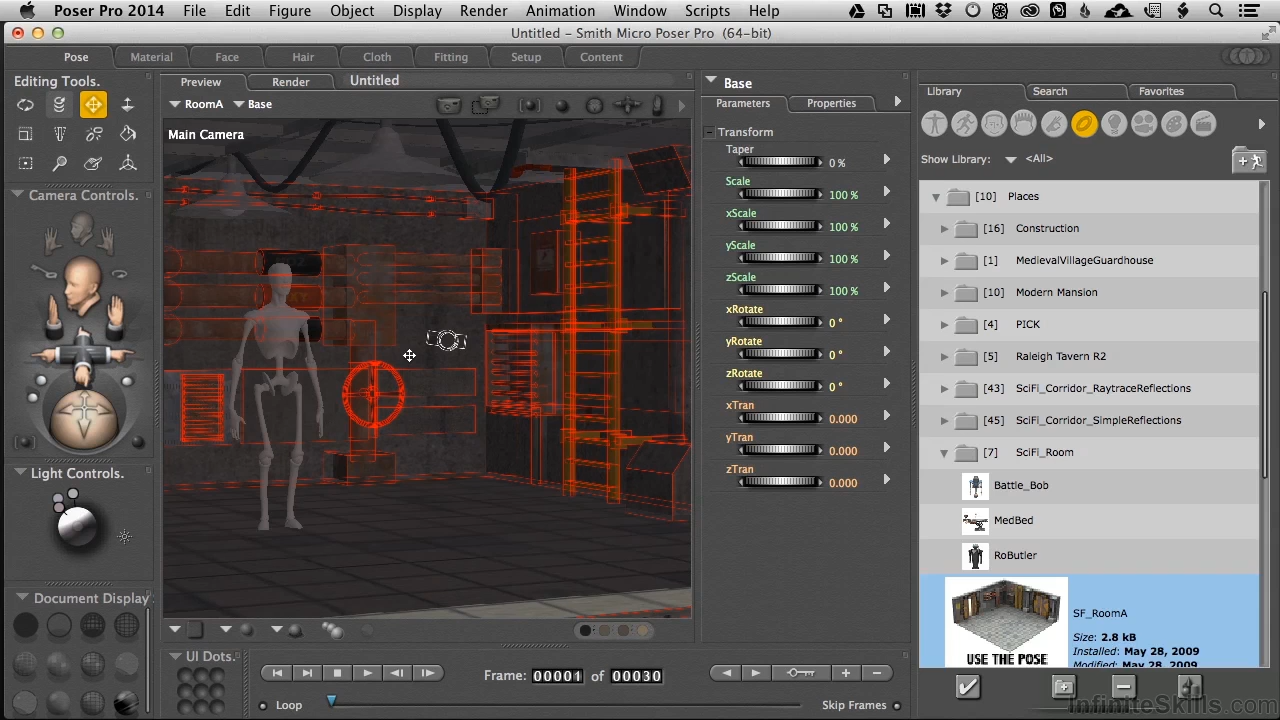 Poser Pro 2014 File Edit Figure Object Display Render Animation Window Scripts Help
Untitled – Smith Micro Poser Pro (64-bit)
Pose Material Face Hair Cloth Fitting Setup Content
Editing Tools.
Preview Render Untitled
RoomA Base
Main Camera
Camera Controls.
Light Controls.
Document Display
UI Dots.
Base
Parameters Properties
Transform
Taper
0 %
Scale
100 %
xScale
100 %
yScale
100 %
zScale
100 %
xRotate
0 °
yRotate
0 °
zRotate
0 °
xTran
0.000
yTran
0.000
zTran
0.000
Library Search Favorites
Show Library: <All>
[10] Places
[16] Construction
[1] MedievalVillageGuardhouse
[10] Modern Mansion
[4] PICK
[5] Raleigh Tavern R2
[43] SciFi_Corridor_RaytraceReflections
[45] SciFi_Corridor_SimpleReflections
[7] SciFi_Room
Battle_Bob
MedBed
RoButler
SF_RoomA
USE THE POSE
Size: 2.8 kB
Installed: May 28, 2009
Modified: May 28, 2009
Frame: 00001 of 00030
Loop
Skip Frames
InfiniteSkills.com